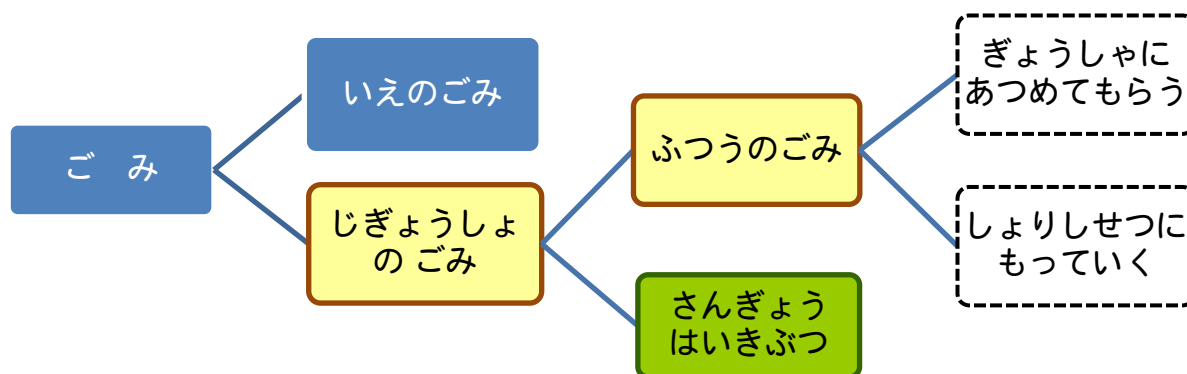 ご　み
いえのごみ
じぎょうしょ
の ごみ
ふつうのごみ
さんぎょう
はいきぶつ
ぎょうしゃに
あつめてもらう
しょりしせつに
もっていく